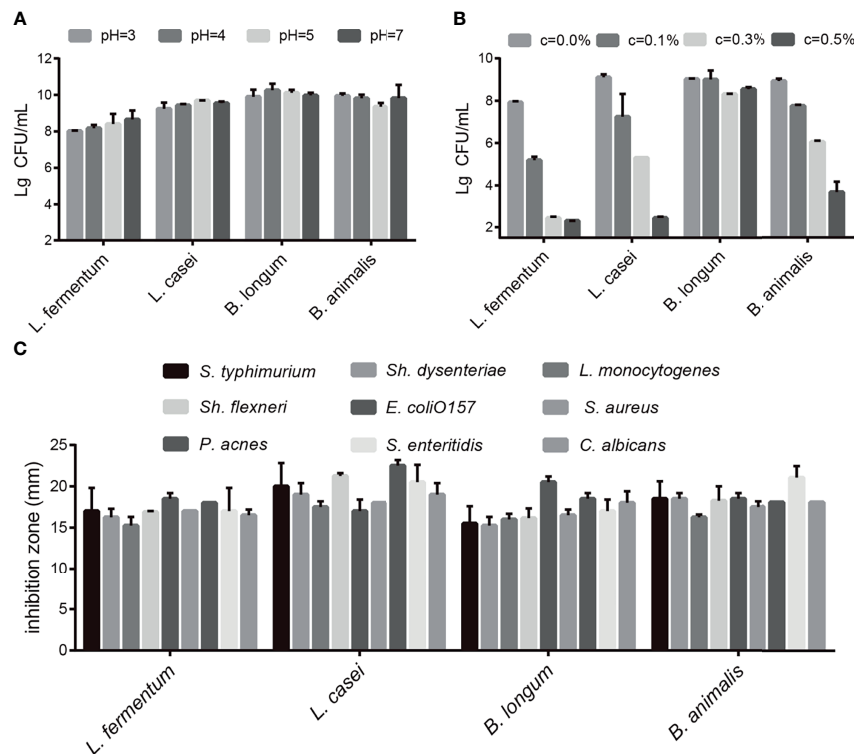 A
pH=3 pH=4 pH=5 pH=7
Lg CFU/mL
12
10
8
6
4
2
L. fermentum
L. casei
B. longum
B. animalis
B
c=0.0% c=0.1% c=0.3% c=0.5%
Lg CFU/mL
10
8
6
4
2
L. fermentum
L. casei
B. longum
B. animalis
C
S. typhimurium Sh. dysenteriae L. monocytogenes
Sh. flexneri E. coliO157 S. aureus
P. acnes S. enteritidis C. albicans
inhibition zone (mm)
25
20
15
10
5
0
L. fermentum
L. casei
B. longum
B. animalis